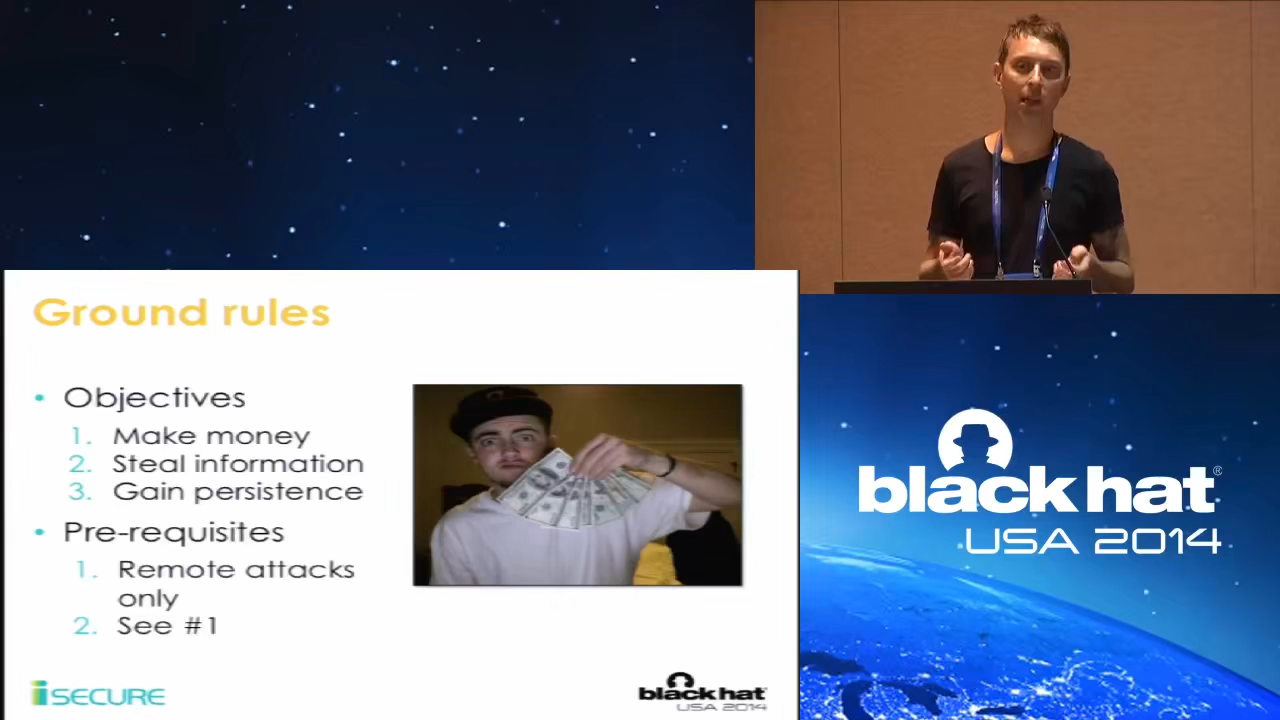 Ground rules
• Objectives
1. Make money
2. Steal information
3. Gain persistence
• Pre-requisites
1. Remote attacks
only
2. See #1
iSECURE
black hat
USA 2014
black hat®
USA 2014